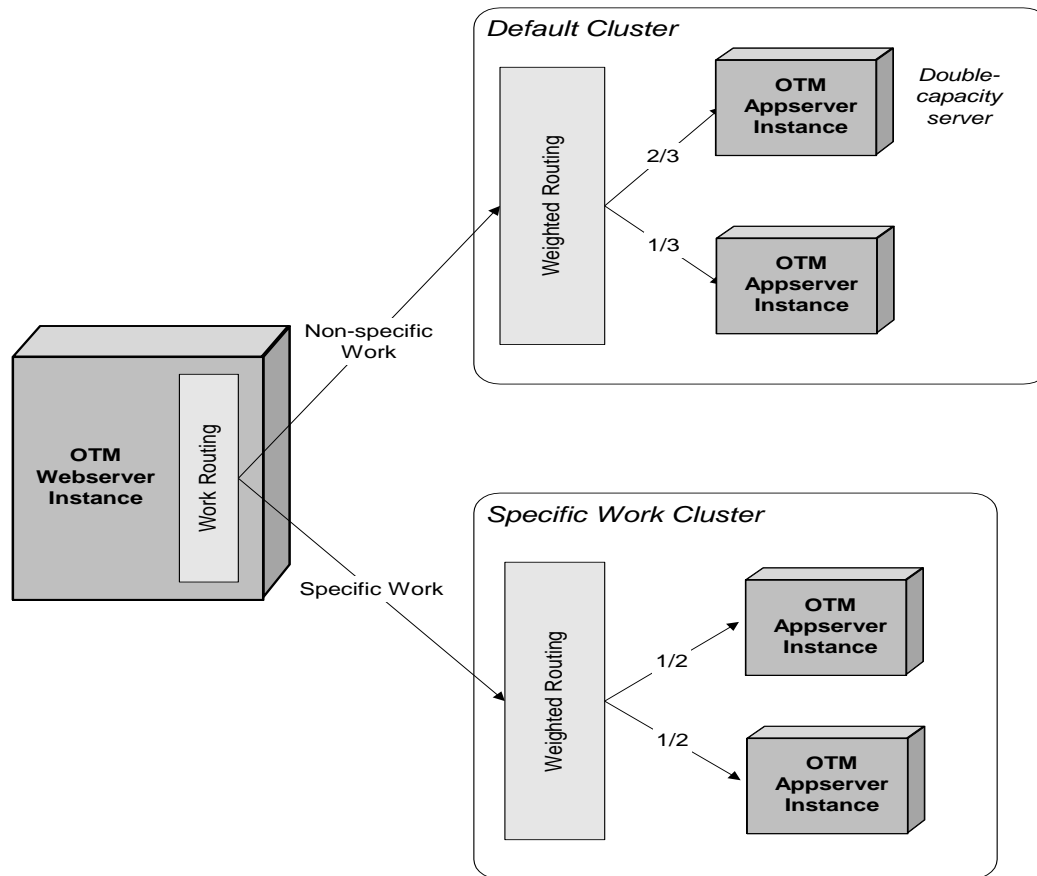 Default Cluster
Weighted Routing
OTM
Appserver
Instance
Double-
capacity
server
2/3
1/3
OTM
Appserver
Instance
Non-specific
Work
OTM
Webserver
Instance
Work Routing
Specific Work
Specific Work Cluster
Weighted Routing
OTM
Appserver
Instance
1/2
1/2
OTM
Appserver
Instance